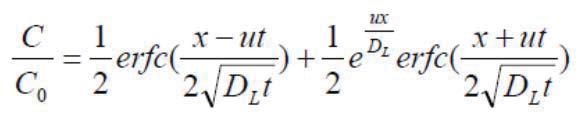 C/C₀ = 1/2 erfc((x − ut)/(2√(D_L t))) + 1/2 e^(ux/D_L) erfc((x + ut)/(2√(D_L t)))